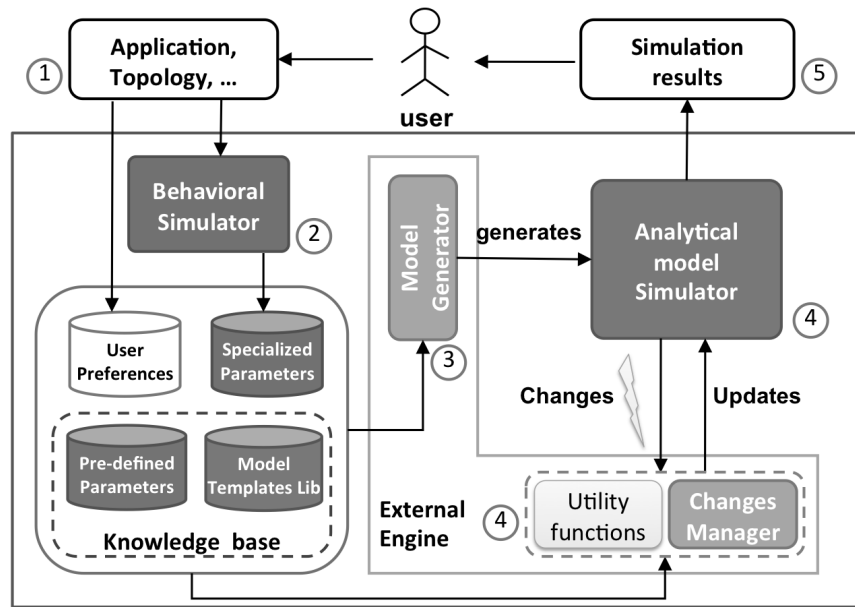 1
Application,
Topology, ...
user
Simulation
results
5
Behavioral
Simulator
2
Model
Generator
3
generates
Analytical
model
Simulator
4
User
Preferences
Specialized
Parameters
Changes
Updates
Pre-defined
Parameters
Model
Templates Lib
Knowledge base
External
Engine
4
Utility
functions
Changes
Manager